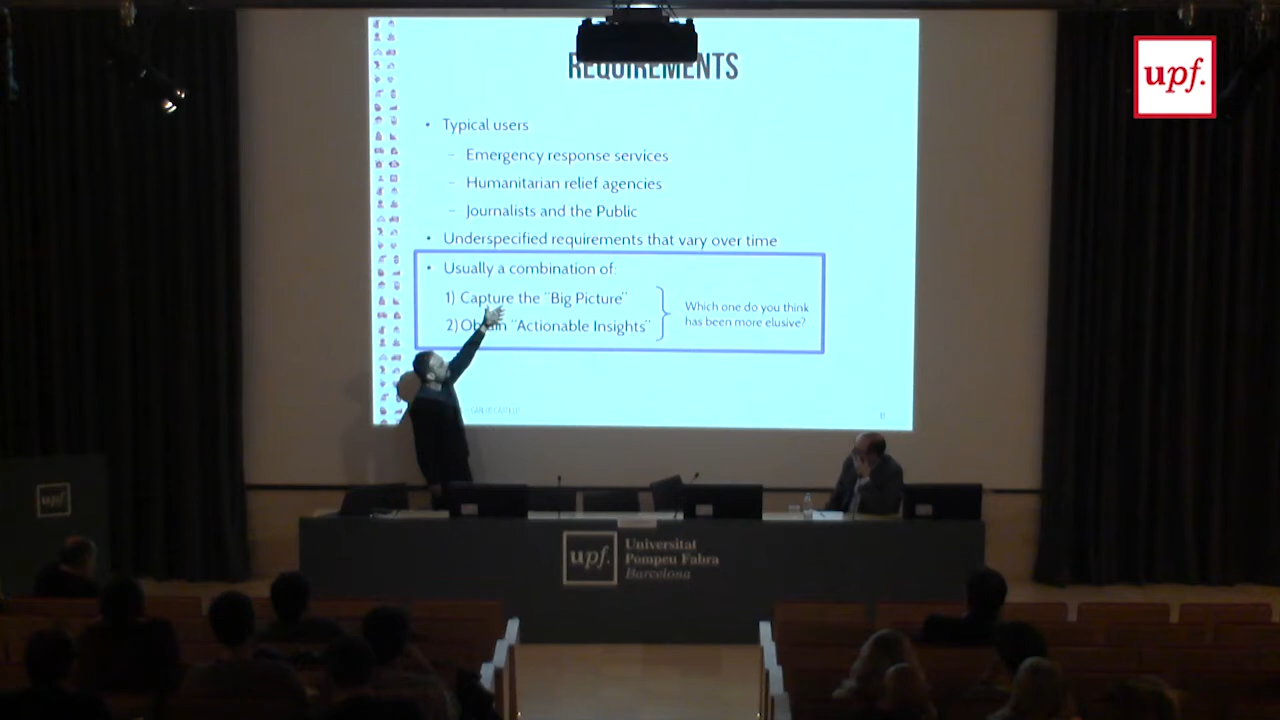 REQUIREMENTS
upf.
• Typical users
– Emergency response services
– Humanitarian relief agencies
– Journalists and the Public
• Underspecified requirements that vary over time
• Usually a combination of:
1) Capture the ¨Big Picture¨
2) Obtain ¨Actionable Insights¨
Which one do you think
has been more elusive?
upf.
upf.
Universitat
Pompeu Fabra
Barcelona